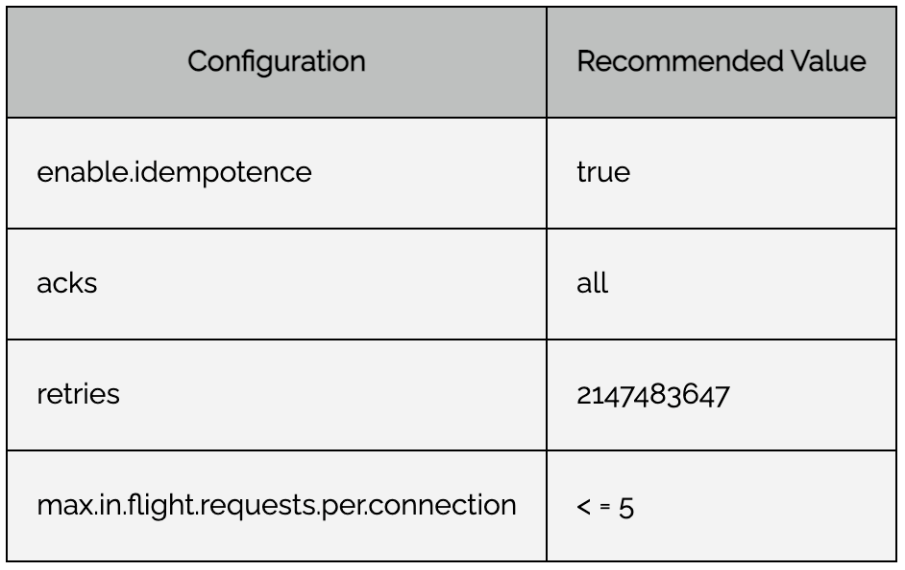 Configuration Recommended Value
enable.idempotence true
acks all
retries 2147483647
max.in.flight.requests.per.connection < = 5